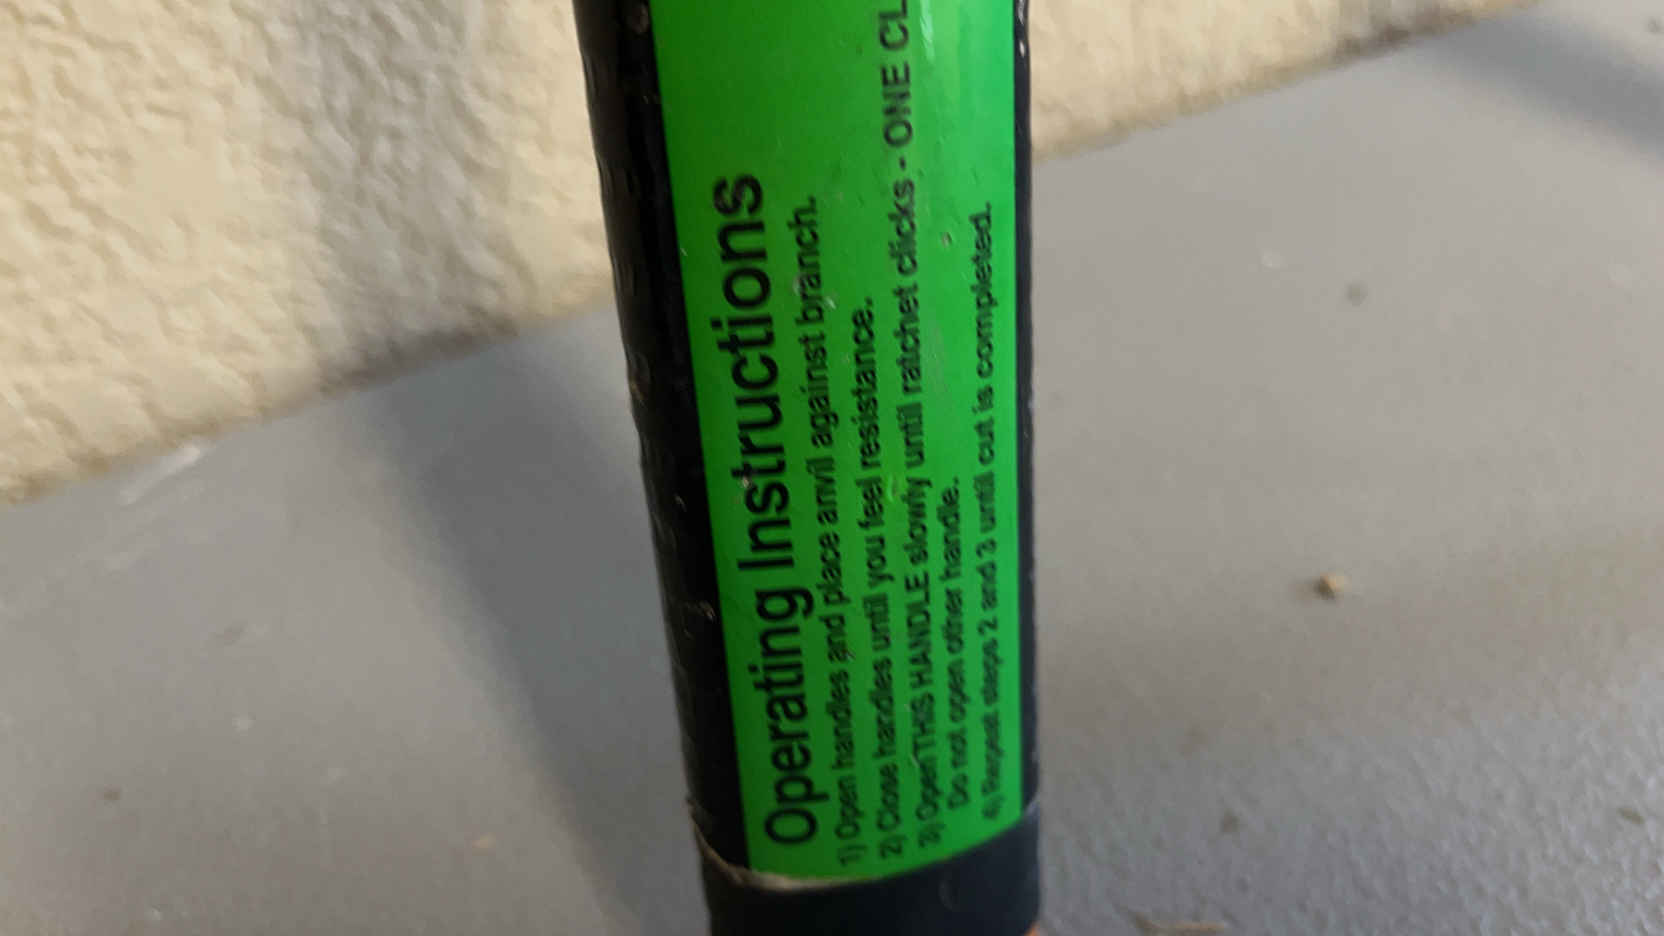 Operating Instructions
1) Open handles and place anvil against branch.
2) Close handles until you feel resistance.
3) Open THIS HANDLE slowly until ratchet clicks - ONE CL
Do not open other handle.
4) Repeat steps 2 and 3 until cut is completed.